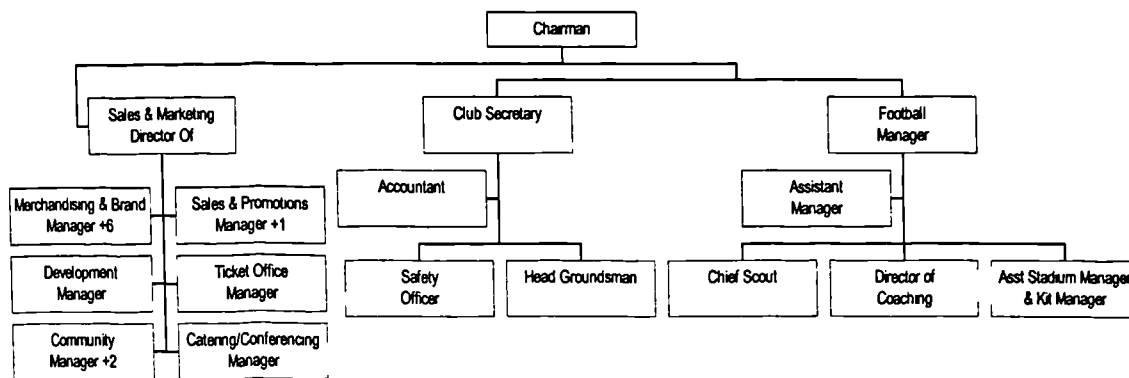 Chairman
Sales & Marketing
Director Of
Club Secretary
Football
Manager
Accountant
Assistant
Manager
Merchandising & Brand
Manager +6
Sales & Promotions
Manager +1
Development
Manager
Ticket Office
Manager
Safety
Officer
Head Groundsman
Chief Scout
Director of
Coaching
Asst Stadium Manager
& Kit Manager
Community
Manager +2
Catering/Conferencing
Manager